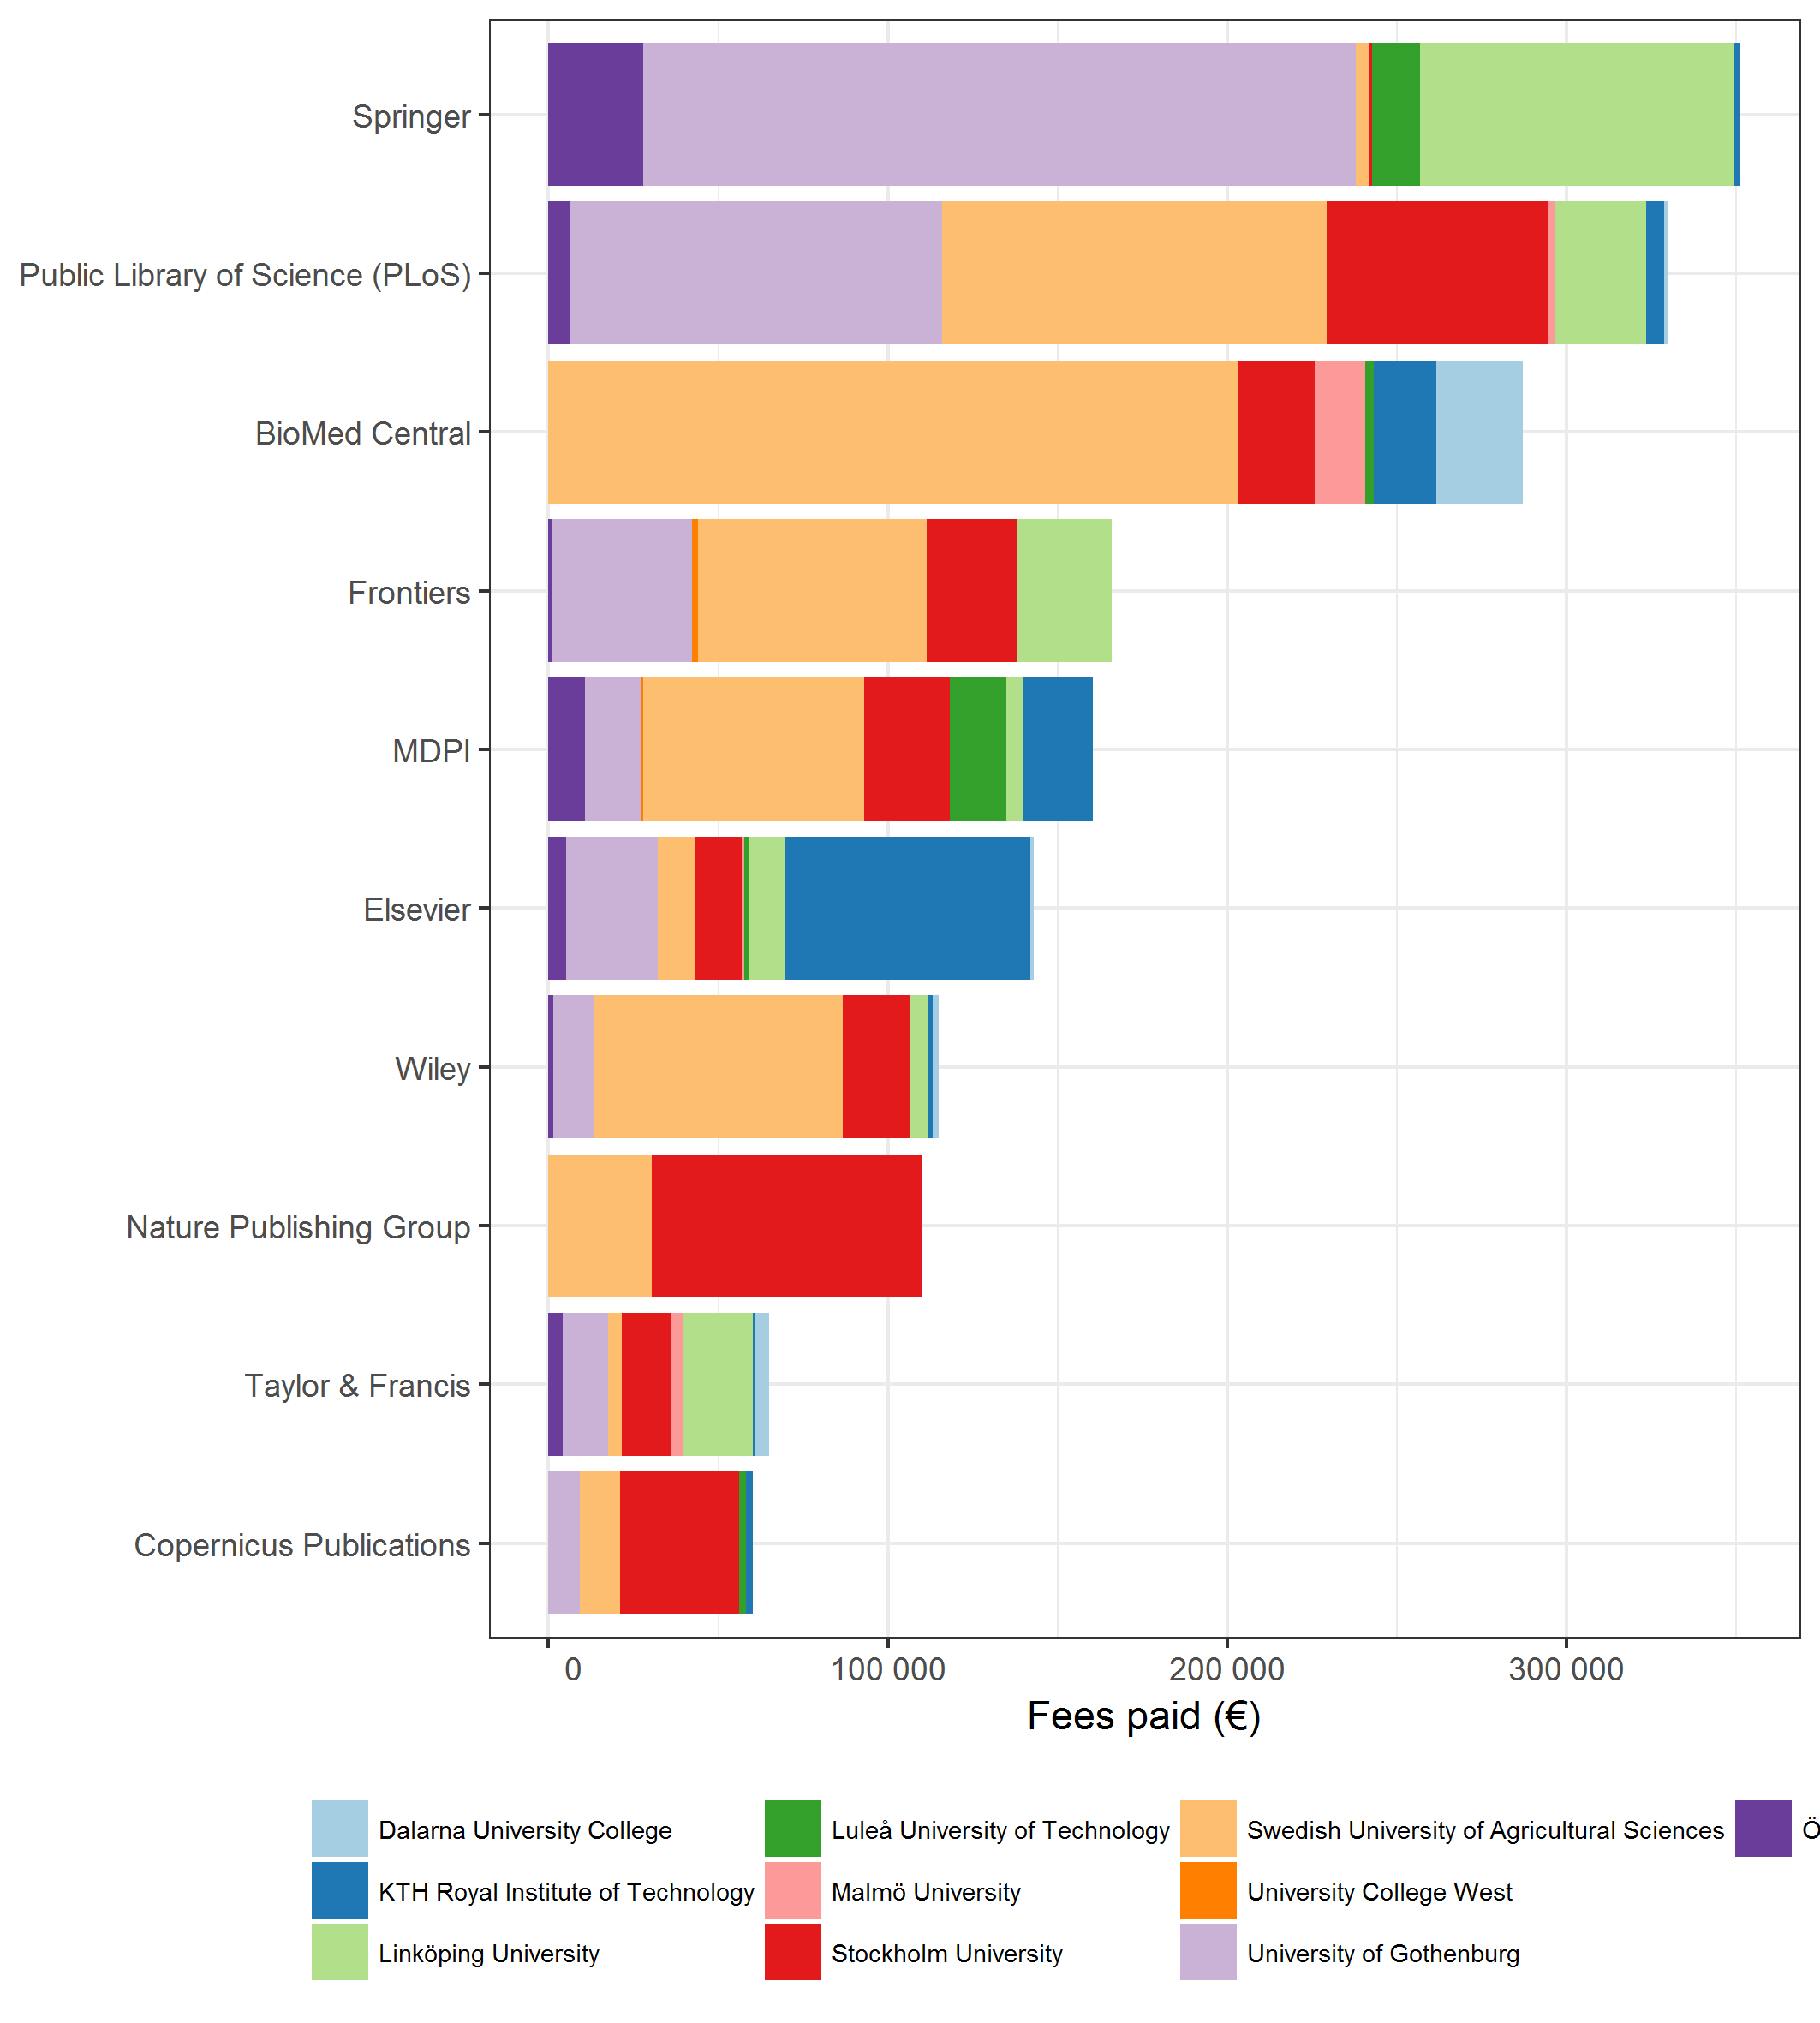 Springer
Public Library of Science (PLoS)
BioMed Central
Frontiers
MDPI
Elsevier
Wiley
Nature Publishing Group
Taylor & Francis
Copernicus Publications
0 100 000 200 000 300 000
Fees paid (€)
Dalarna University College Luleå University of Technology Swedish University of Agricultural Sciences
KTH Royal Institute of Technology Malmö University University College West
Linköping University Stockholm University University of Gothenburg